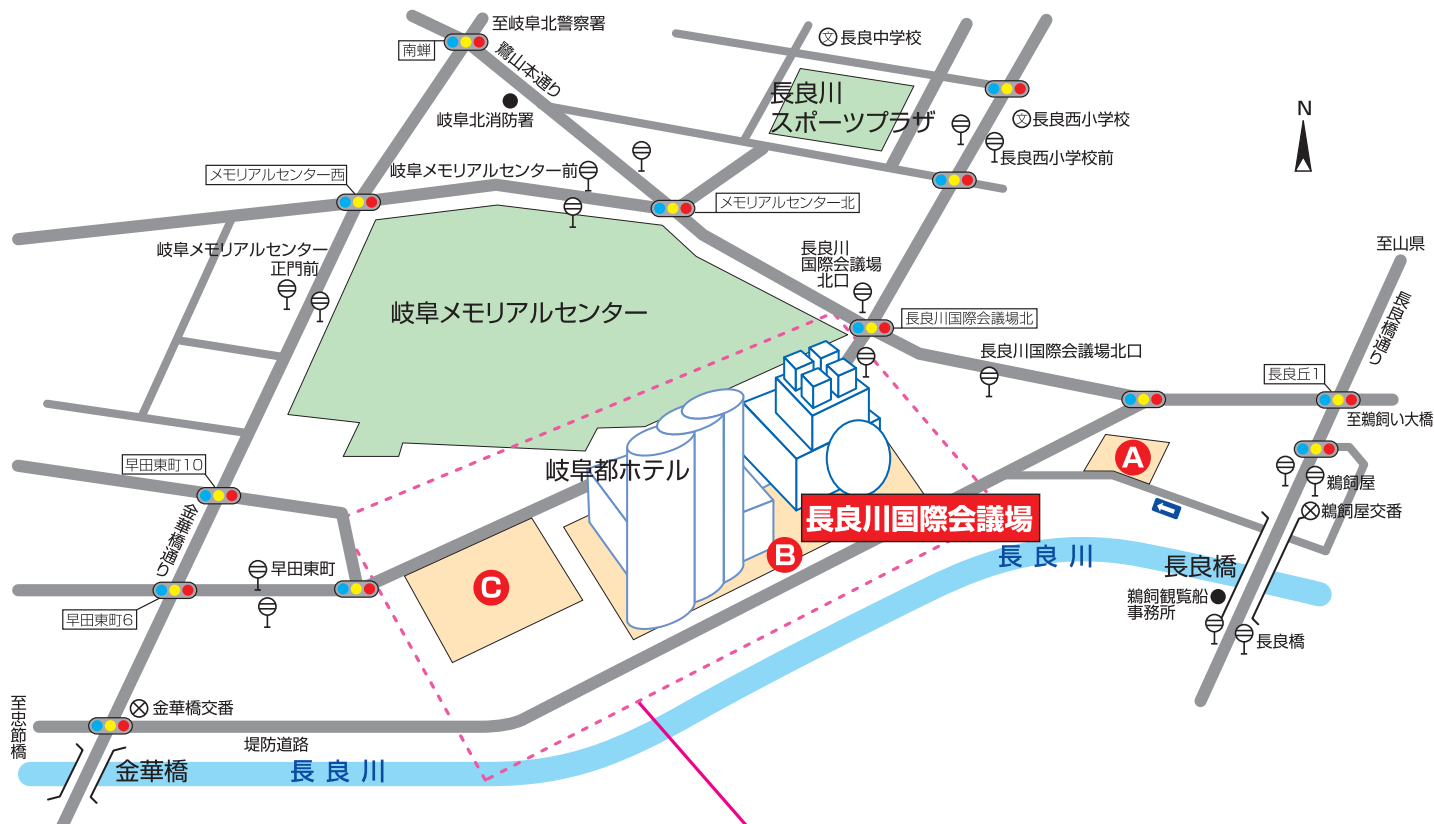 至岐阜北警察署
南蝉
鷺山本通り
文 長良中学校
長良川
スポーツプラザ
岐阜北消防署
文 長良西小学校
長良西小学校前
N
メモリアルセンター西
岐阜メモリアルセンター前
メモリアルセンター北
岐阜メモリアルセンター
正門前
長良川
国際会議場
北口
至山県
長良橋通り
岐阜メモリアルセンター
長良川国際会議場北
長良川国際会議場北口
長良丘1
至鵜飼い大橋
早田東町10
岐阜都ホテル
A
鵜飼屋
鵜飼屋交番
金華橋通り
長良川国際会議場
B
長良川
長良橋
早田東町
C
鵜飼観覧船
事務所
早田東町6
長良橋
至忠節橋
金華橋交番
堤防道路
金華橋
長良川